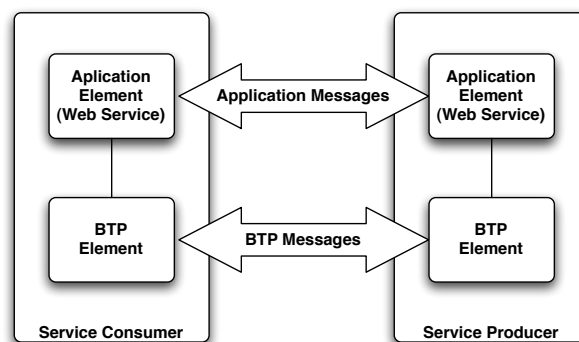 Aplication
Element
(Web Service)
Application Messages
Application
Element
(Web Service)
BTP
Element
BTP Messages
BTP
Element
Service Consumer
Service Producer